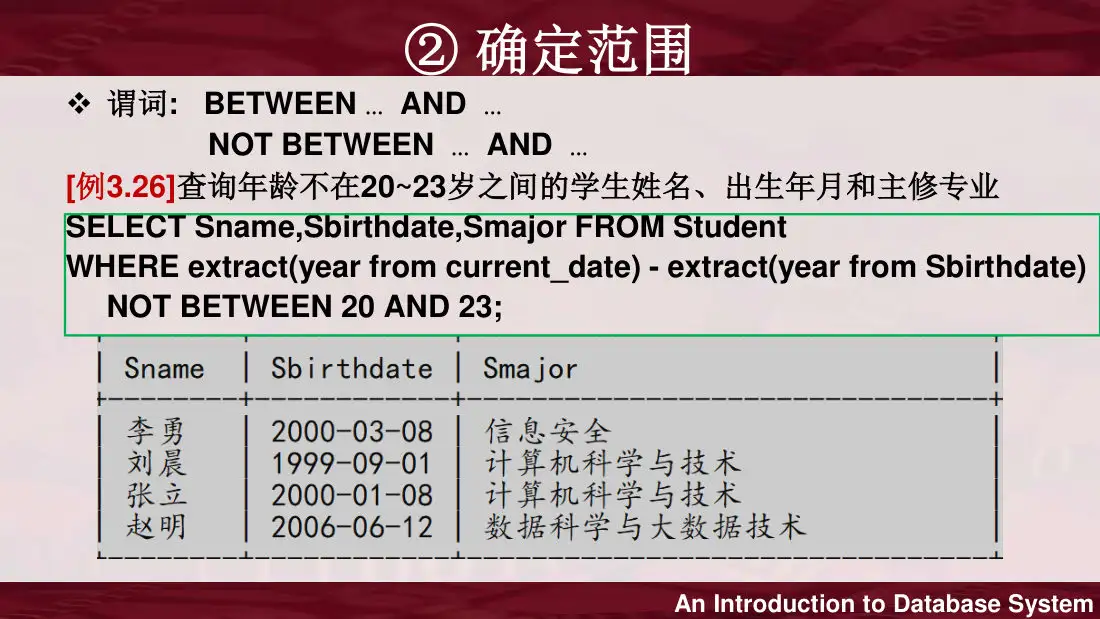 ② 确定范围
❖ 谓词: BETWEEN … AND …
NOT BETWEEN … AND …
[例3.26]查询年龄不在20~23岁之间的学生姓名、出生年月和主修专业
SELECT Sname,Sbirthdate,Smajor FROM Student
WHERE extract(year from current_date) - extract(year from Sbirthdate)
NOT BETWEEN 20 AND 23;
| Sname | Sbirthdate | Smajor |
| 李勇 | 2000-03-08 | 信息安全 |
| 刘晨 | 1999-09-01 | 计算机科学与技术 |
| 张立 | 2000-01-08 | 计算机科学与技术 |
| 赵明 | 2006-06-12 | 数据科学与大数据技术 |
An Introduction to Database System